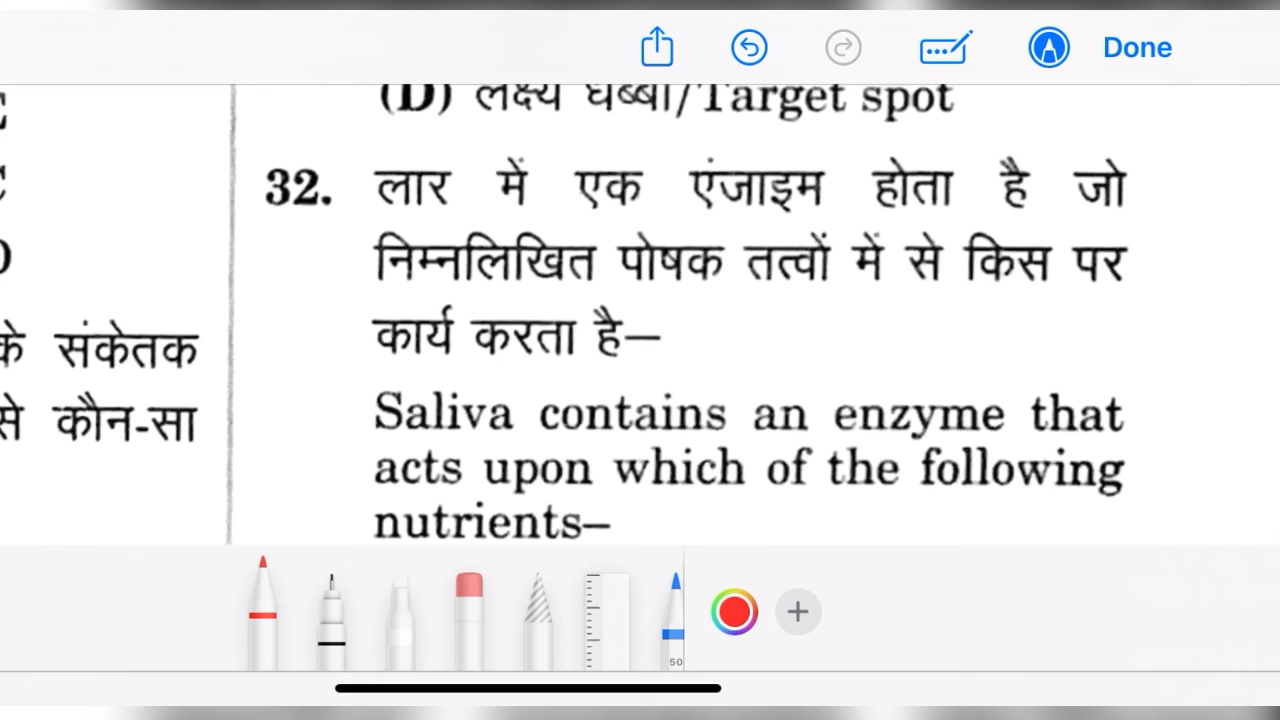 Done
(D) लक्ष्य धब्बा/Target spot
32. लार में एक एंजाइम होता है जो
निम्नलिखित पोषक तत्वों में से किस पर
कार्य करता है—
Saliva contains an enzyme that
acts upon which of the following
nutrients–
के संकेतक
से कौन-सा
50